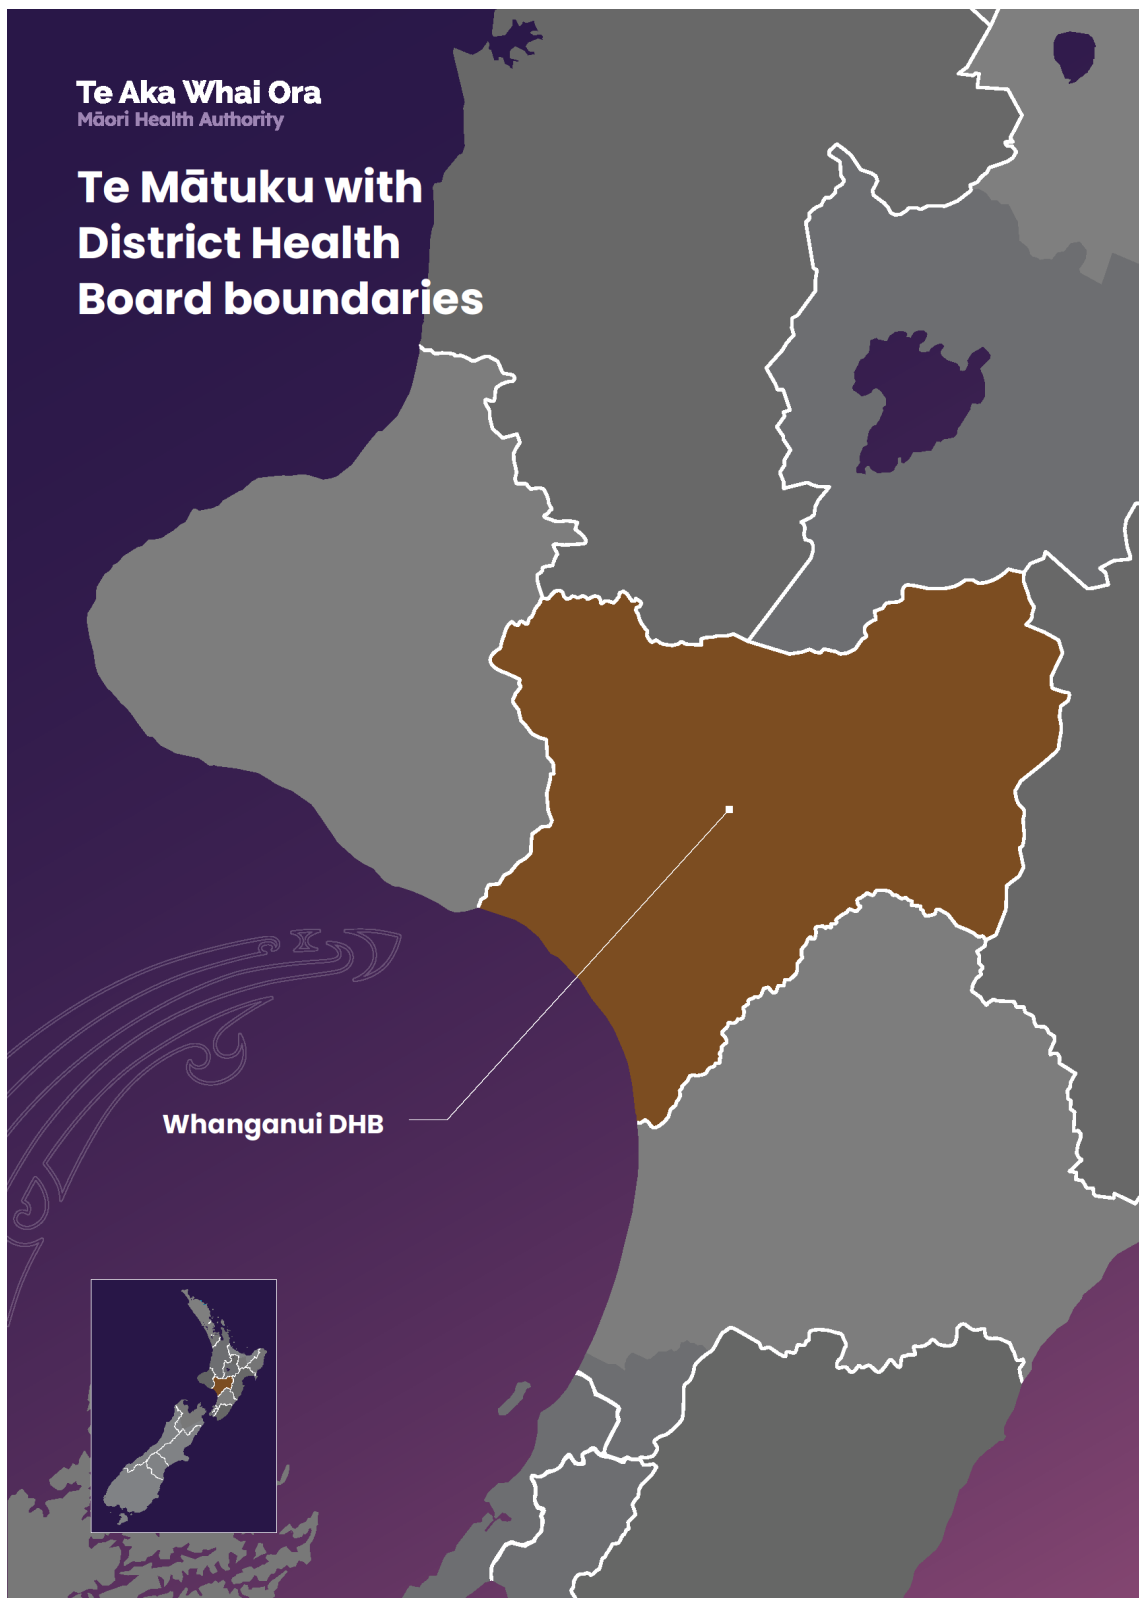 Te Aka Whai Ora
Māori Health Authority
Te Mātuku with
District Health
Board boundaries
Whanganui DHB